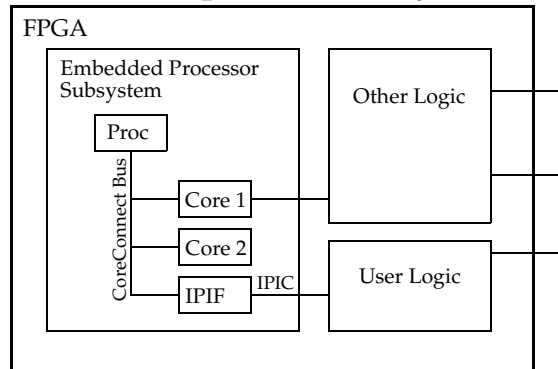 FPGA
Embedded Processor
Subsystem
Other Logic
Proc
CoreConnect Bus
Core 1
Core 2
IPIF
IPIC
User Logic